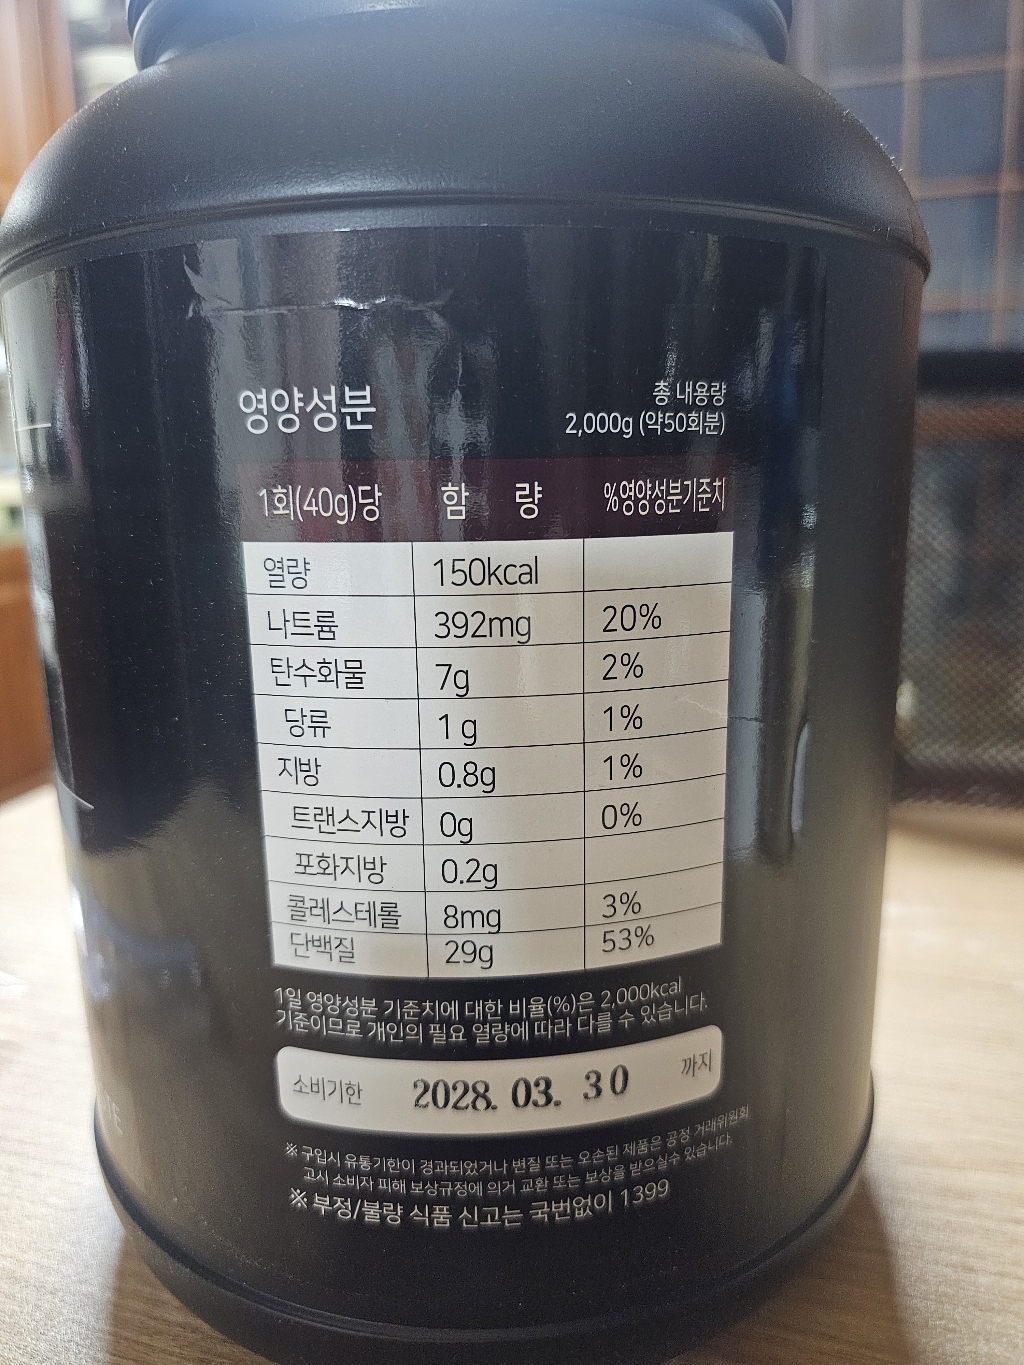 영양성분
총 내용량
2,000g (약50회분)
1회(40g)당 함 량 %영양성분기준치
열량 150kcal
나트륨 392mg 20%
탄수화물 7g 2%
당류 1g 1%
지방 0.8g 1%
트랜스지방 0g 0%
포화지방 0.2g
콜레스테롤 8mg 3%
단백질 29g 53%
1일 영양성분 기준치에 대한 비율(%)은 2,000kcal
기준이므로 개인의 필요 열량에 따라 다를 수 있습니다.
소비기한 2028. 03. 30 까지
※ 구입시 유통기한이 경과되었거나 변질 또는 오손된 제품은 공정 거래위원회
고시 소비자 피해 보상규정에 의거 교환 또는 보상을 받으실수 있습니다.
※ 부정/불량 식품 신고는 국번없이 1399